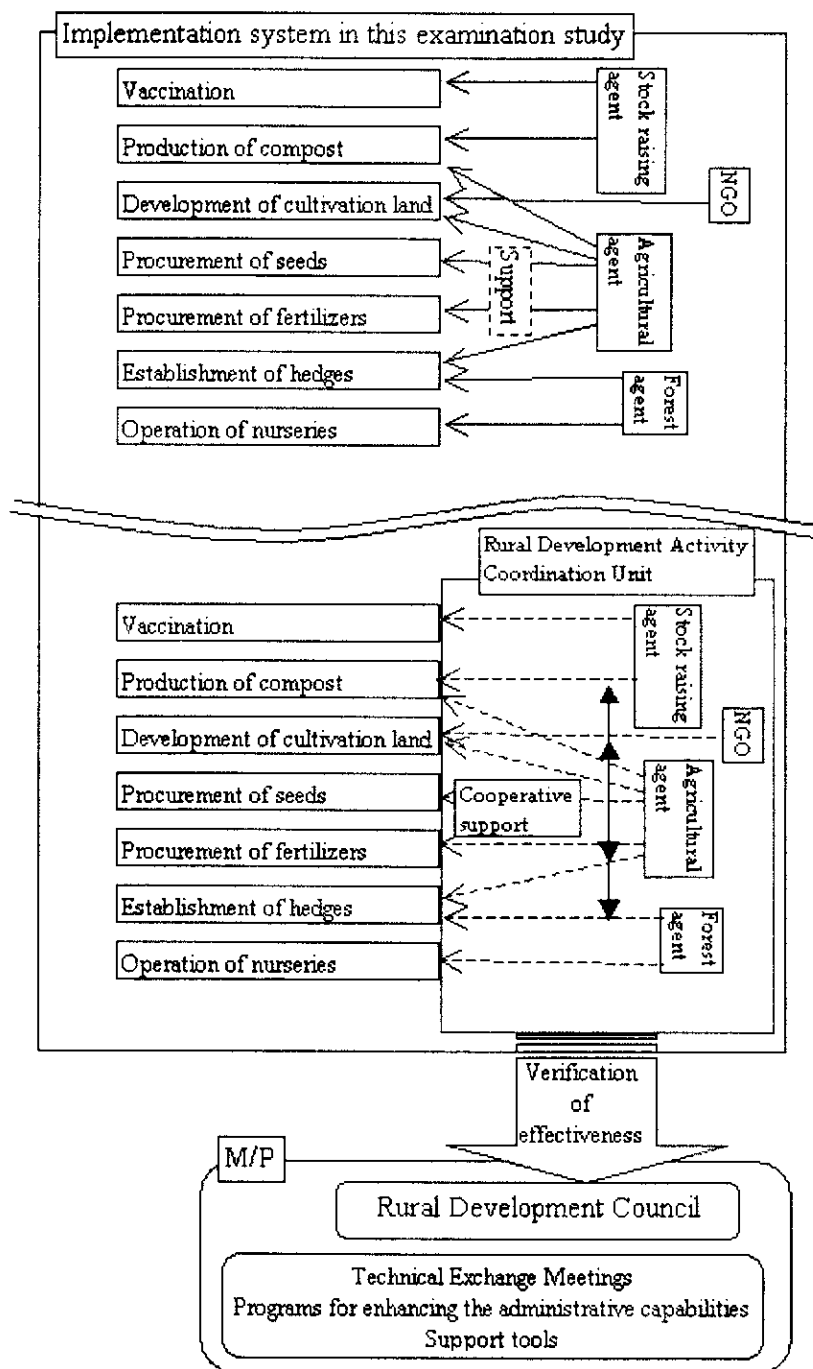 Implementation system in this examination study
Vaccination
Production of compost
Development of cultivation land
Procurement of seeds
Procurement of fertilizers
Establishment of hedges
Operation of nurseries
Stock raising
agent
NGO
Agricultural
agent
Support
Forest
agent
Rural Development Activity
Coordination Unit
Vaccination
Production of compost
Development of cultivation land
Procurement of seeds
Procurement of fertilizers
Establishment of hedges
Operation of nurseries
Stock raising
agent
NGO
Agricultural
agent
Cooperative
support
Forest
agent
Verification
of
effectiveness
M/P
Rural Development Council
Technical Exchange Meetings
Programs for enhancing the administrative capabilities
Support tools